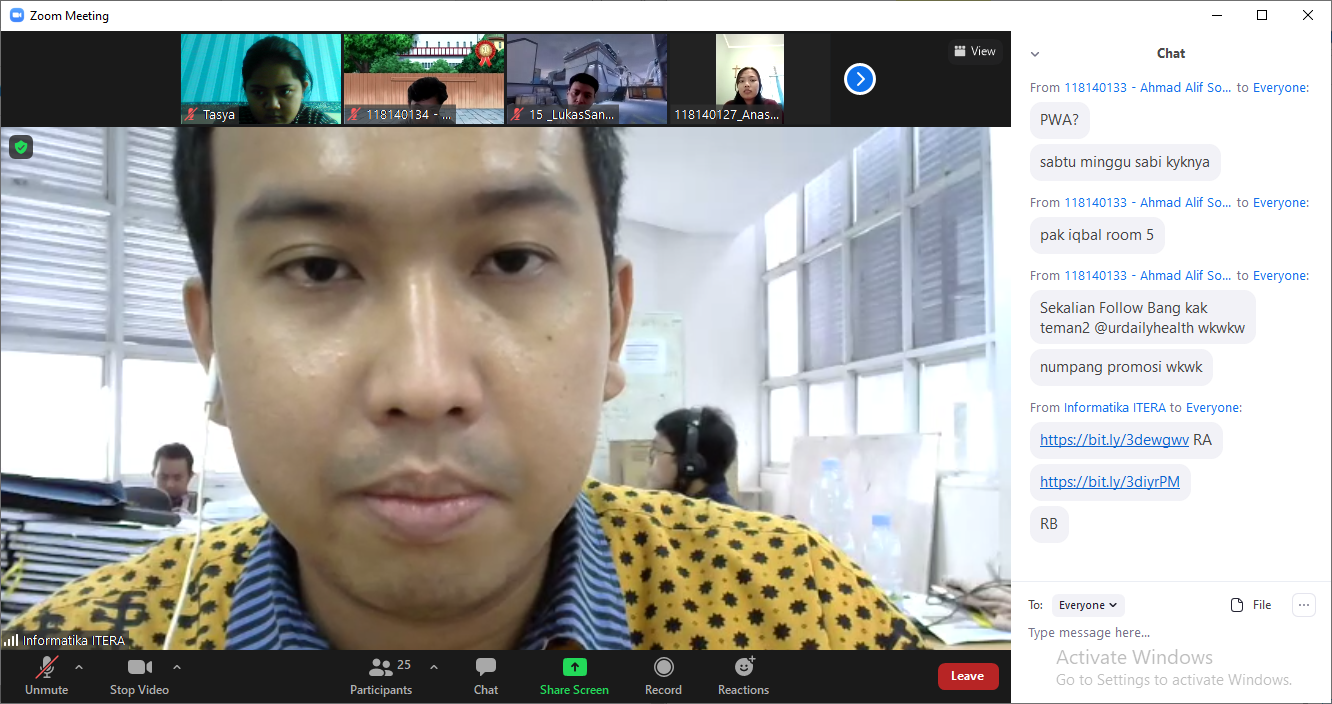 Zoom Meeting
View
Tasya
118140134 - ...
15 _LukasSan...
118140127_Anas...
Informatika ITERA
Unmute
Stop Video
25
Participants
Chat
Share Screen
Record
Reactions
Leave
Chat
From 118140133 - Ahmad Alif So... to Everyone:
PWA?
sabtu minggu sabi kyknya
From 118140133 - Ahmad Alif So... to Everyone:
pak iqbal room 5
From 118140133 - Ahmad Alif So... to Everyone:
Sekalian Follow Bang kak
teman2 @urdailyhealth wkwkw
numpang promosi wkwk
From Informatika ITERA to Everyone:
https://bit.ly/3dewgwv RA
https://bit.ly/3diyrPM
RB
To: Everyone
File
Type message here...
Activate Windows
Go to Settings to activate Windows.